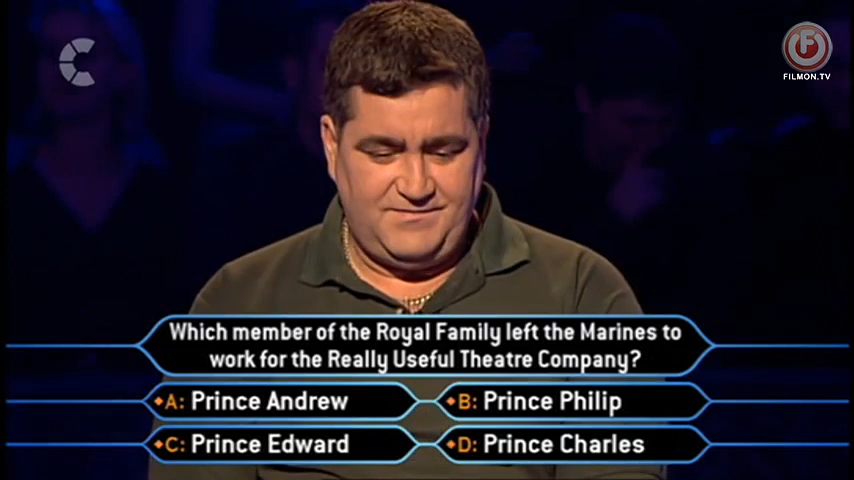 FILMON.TV
Which member of the Royal Family left the Marines to
work for the Really Useful Theatre Company?
A: Prince Andrew
B: Prince Philip
C: Prince Edward
D: Prince Charles